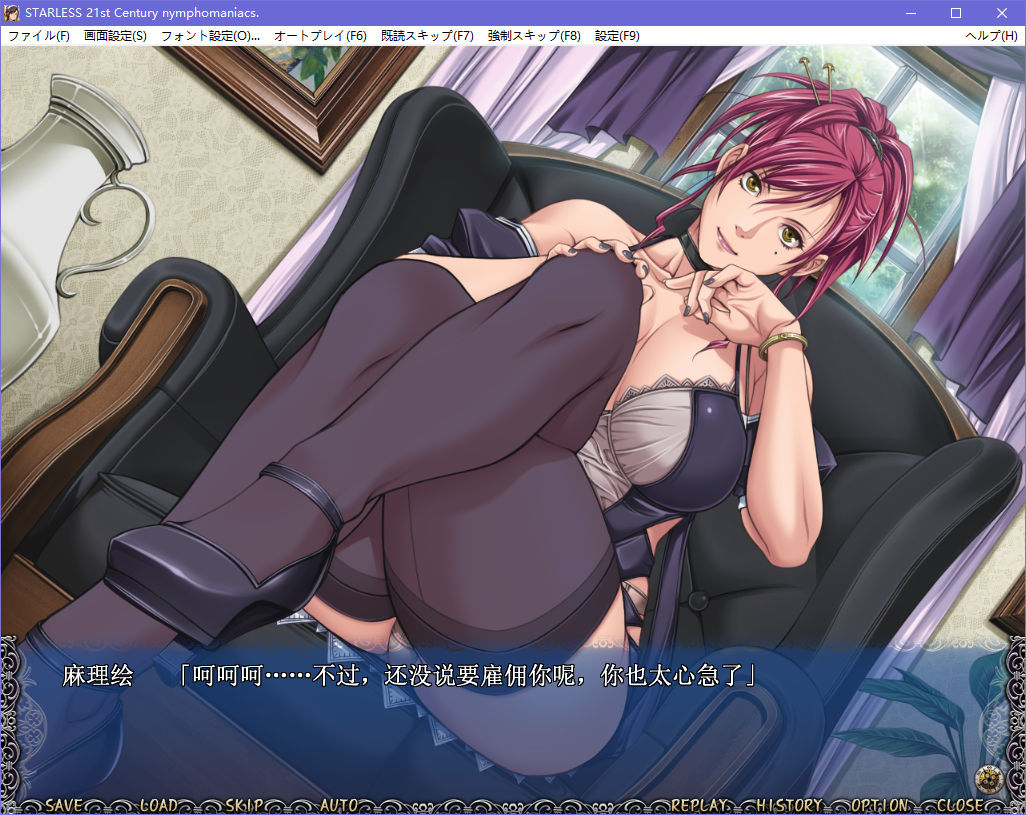 STARLESS 21st Century nymphomaniacs.
ファイル(F) 画面設定(S) フォント設定(O)... オートプレイ(F6) 既読スキップ(F7) 強制スキップ(F8) 設定(F9) ヘルプ(H)
麻理绘 「呵呵呵……不过，还没说要雇佣你呢，你也太心急了」
SAVE LOAD SKIP AUTO REPLAY HISTORY OPTION CLOSE